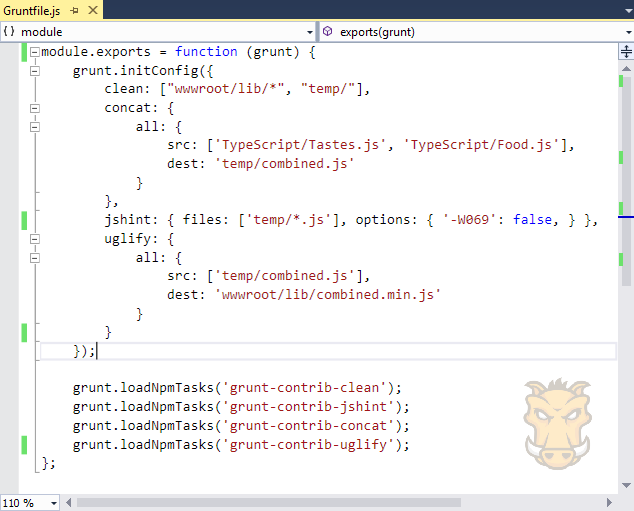 Gruntfile.js
{ } module
exports(grunt)
module.exports = function (grunt) {
    grunt.initConfig({
        clean: ["wwwroot/lib/*", "temp/"],
        concat: {
            all: {
                src: ['TypeScript/Tastes.js', 'TypeScript/Food.js'],
                dest: 'temp/combined.js'
            }
        },
        jshint: { files: ['temp/*.js'], options: { '-W069': false, } },
        uglify: {
            all: {
                src: ['temp/combined.js'],
                dest: 'wwwroot/lib/combined.min.js'
            }
        }
    });
    grunt.loadNpmTasks('grunt-contrib-clean');
    grunt.loadNpmTasks('grunt-contrib-jshint');
    grunt.loadNpmTasks('grunt-contrib-concat');
    grunt.loadNpmTasks('grunt-contrib-uglify');
};
110 %